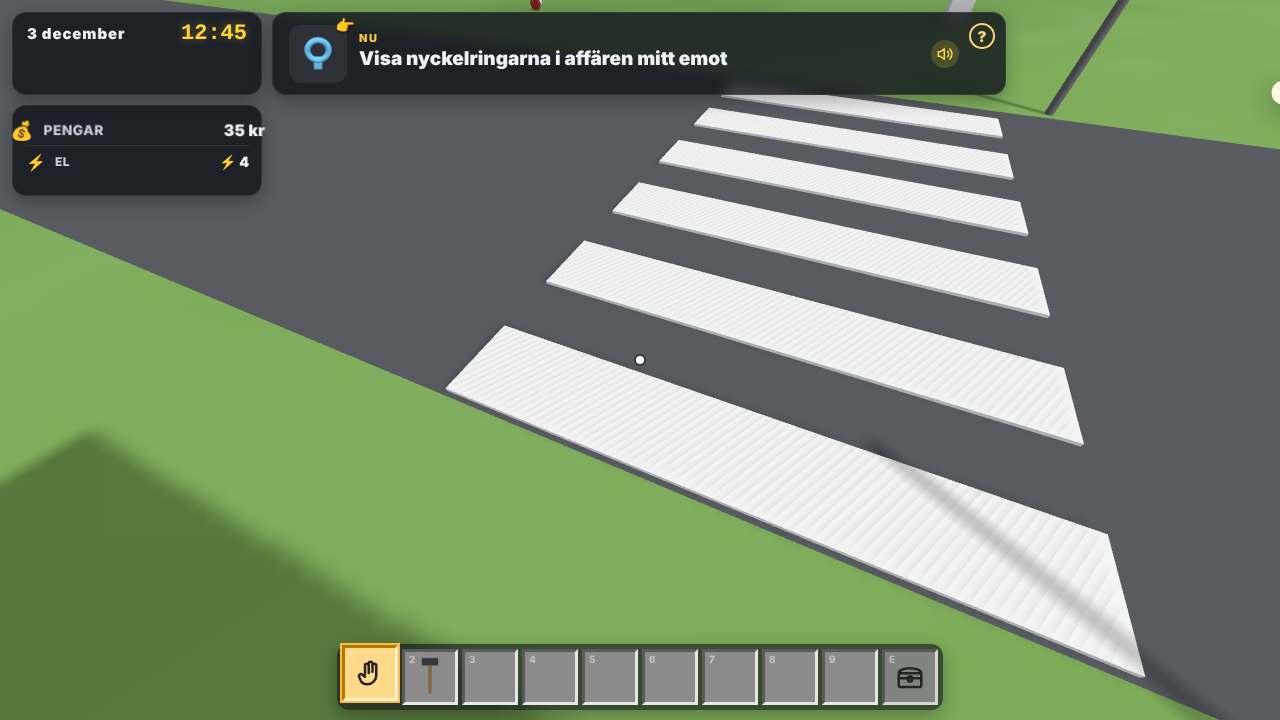 3 december 12:45
NU
Visa nyckelringarna i affären mitt emot
?
PENGAR 35 kr
EL 4
2 3 4 5 6 7 8 9 E